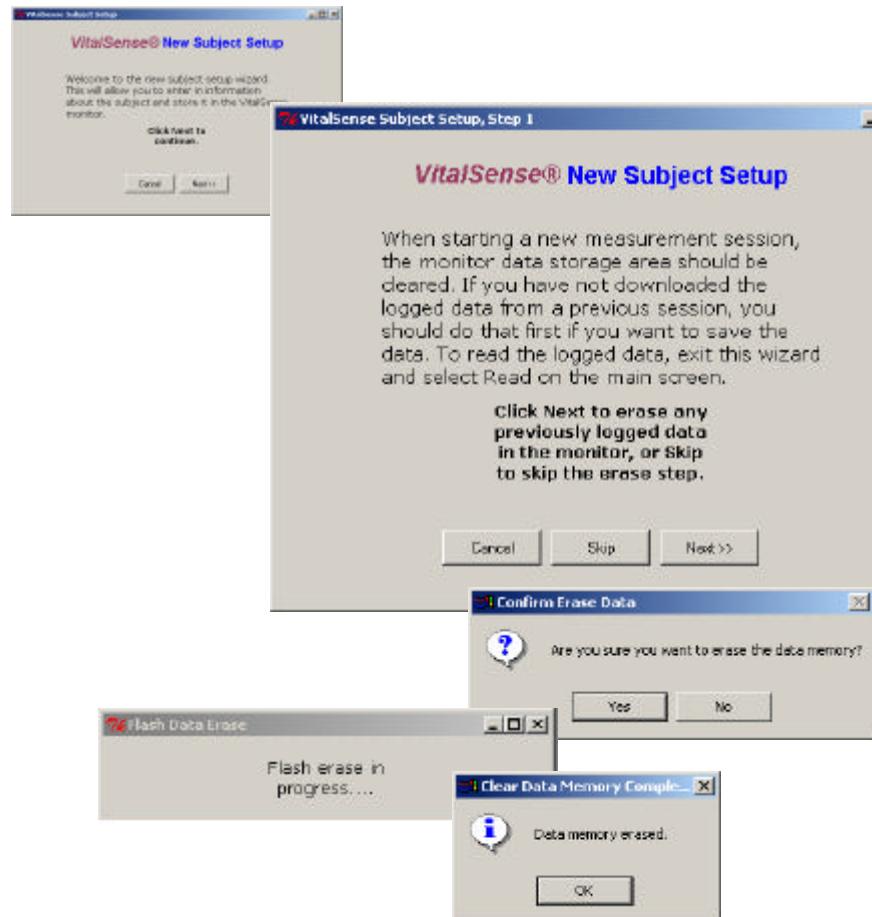 VitalSense Subject Setup
VitalSense® New Subject Setup
Welcome to the new subject setup wizard.
This will allow you to enter in information
about the subject and store it in the VitalSense
monitor.
Click Next to
continue.
Cancel Next>>
VitalSense Subject Setup, Step 1
VitalSense® New Subject Setup
When starting a new measurement session,
the monitor data storage area should be
cleared. If you have not downloaded the
logged data from a previous session, you
should do that first if you want to save the
data. To read the logged data, exit this wizard
and select Read on the main screen.
Click Next to erase any
previously logged data
in the monitor, or Skip
to skip the erase step.
Cancel Skip Next >>
Confirm Erase Data
Are you sure you want to erase the data memory?
Yes No
Flash Data Erase
Flash erase in
progress....
Clear Data Memory Comple...
Data memory erased.
OK